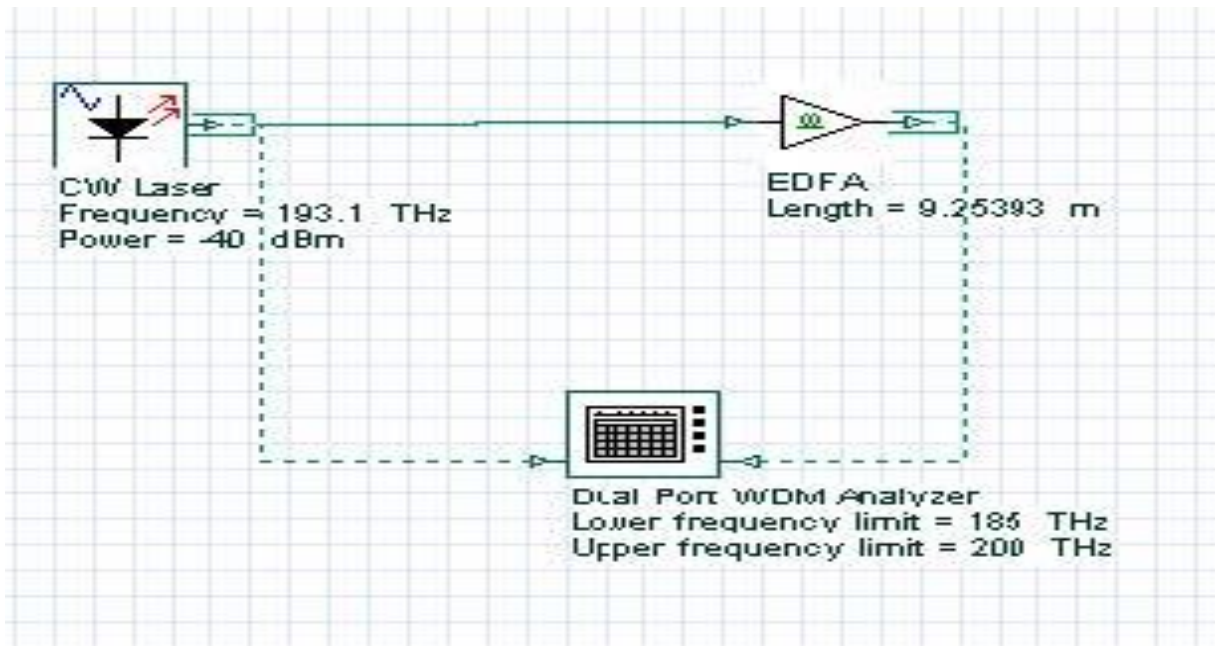 CW Laser
Frequency = 193.1 THz
Power = -40 dBm
EDFA
Length = 9.25393 m
Dual Port WDM Analyzer
Lower frequency limit = 185 THz
Upper frequency limit = 200 THz